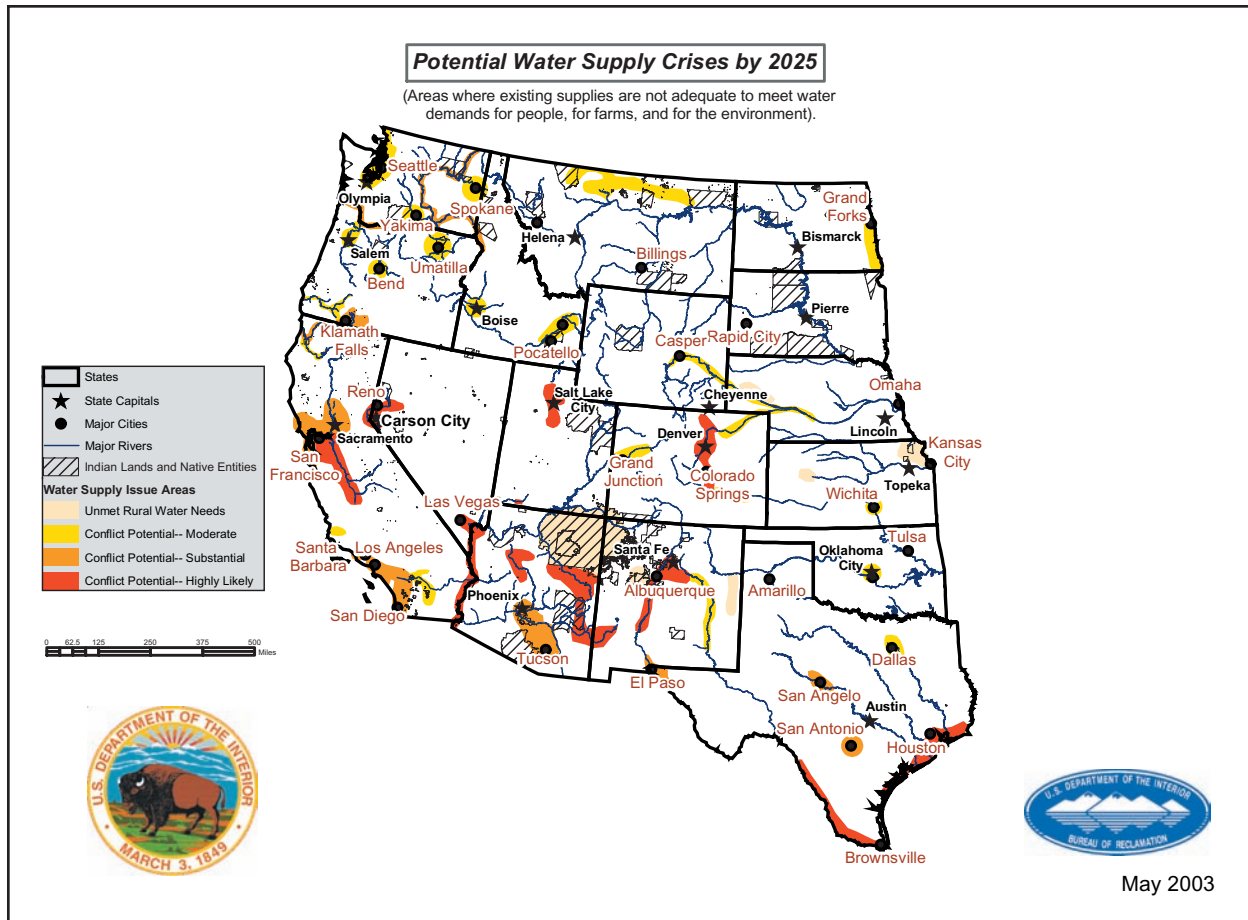 Potential Water Supply Crises by 2025
(Areas where existing supplies are not adequate to meet water
demands for people, for farms, and for the environment).
Seattle
Olympia
Spokane
Yakima
Salem
Umatilla
Bend
Helena
Billings
Grand
Forks
Bismarck
Pierre
Boise
Klamath
Falls
Pocatello
Casper
Rapid City
Reno
Carson City
Salt Lake
City
Cheyenne
Omaha
Lincoln
Sacramento
San
Francisco
Denver
Grand
Junction
Colorado
Springs
Kansas
City
Topeka
Wichita
Las Vegas
Santa
Barbara
Los Angeles
San Diego
Phoenix
Tucson
Santa Fe
Albuquerque
Amarillo
Oklahoma
City
Tulsa
El Paso
Dallas
San Angelo
Austin
San Antonio
Houston
Brownsville
States
State Capitals
Major Cities
Major Rivers
Indian Lands and Native Entities
Water Supply Issue Areas
Unmet Rural Water Needs
Conflict Potential-- Moderate
Conflict Potential-- Substantial
Conflict Potential-- Highly Likely
0 62.5 125 250 375 500
Miles
U.S. DEPARTMENT OF THE INTERIOR
MARCH 3, 1849
U.S. DEPARTMENT OF THE INTERIOR
BUREAU OF RECLAMATION
May 2003